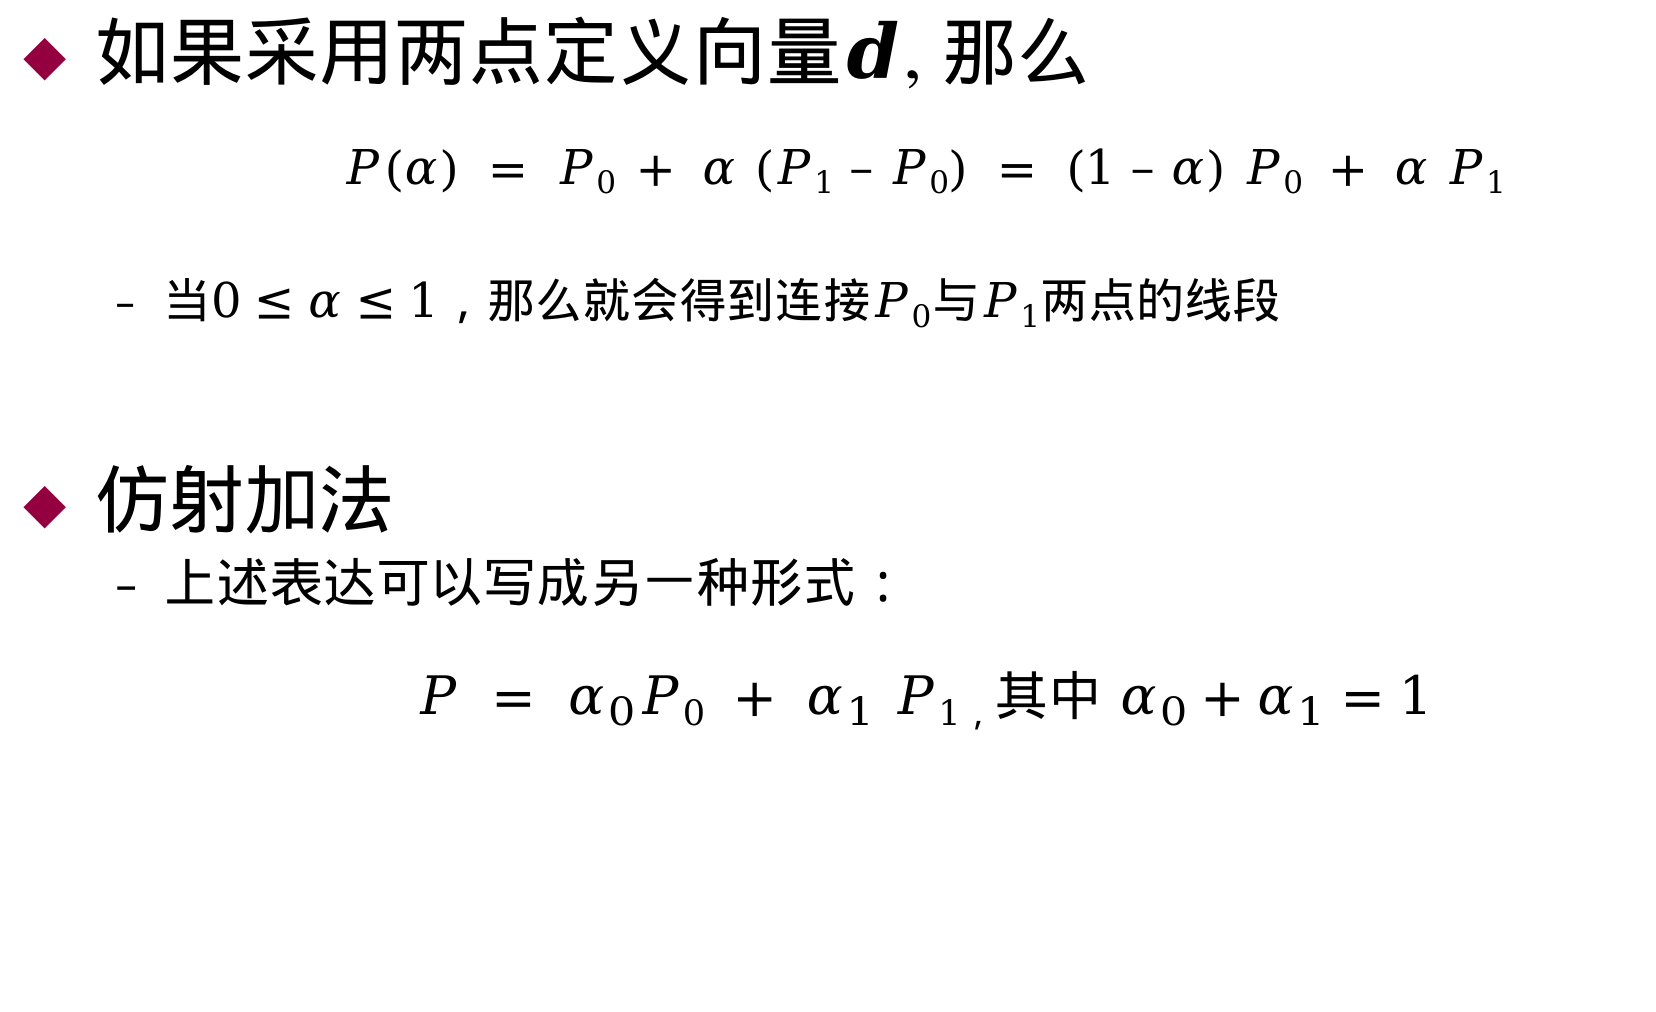 ◆ 如果采用两点定义向量d, 那么
P(α) = P₀ + α (P₁ – P₀) = (1 – α) P₀ + α P₁
– 当0 ≤ α ≤ 1 , 那么就会得到连接P₀与P₁两点的线段
◆ 仿射加法
– 上述表达可以写成另一种形式：
P = α₀P₀ + α₁ P₁ , 其中 α₀ + α₁ = 1